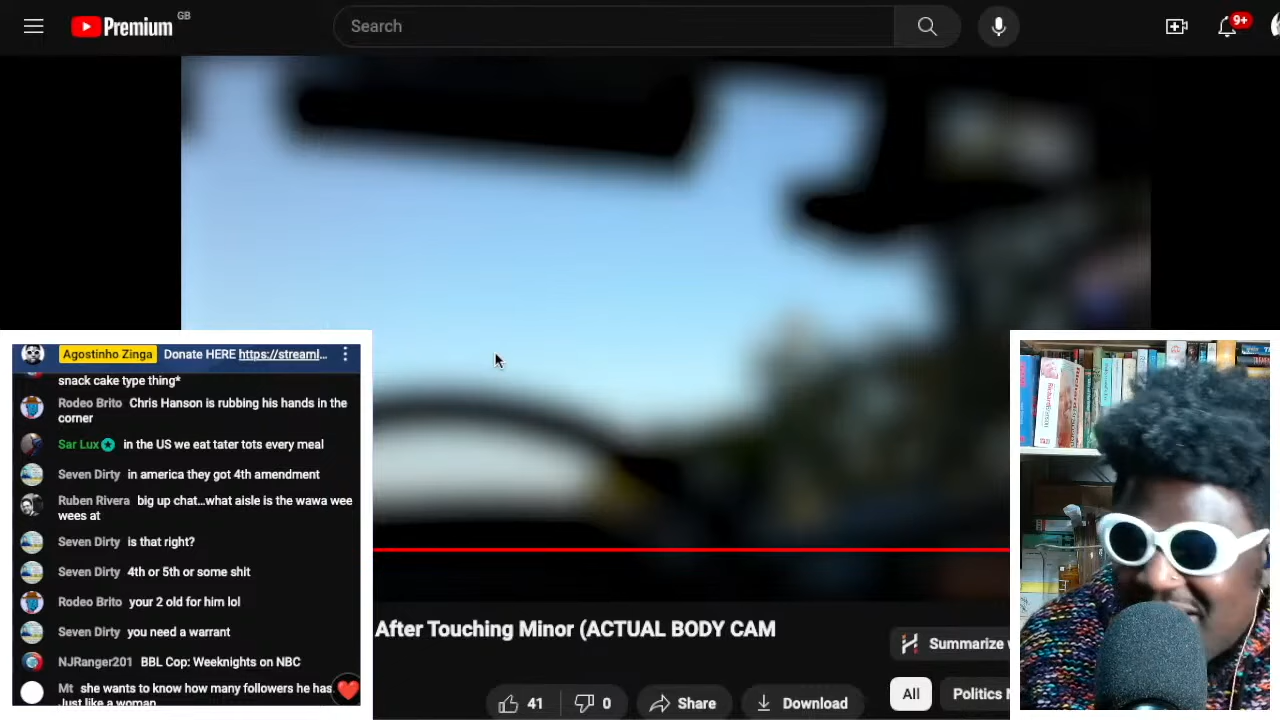 Premium GB
Search
9+
Agostinho Zinga Donate HERE https://streaml...
snack cake type thing*
Rodeo Brito Chris Hanson is rubbing his hands in the
corner
Sar Lux in the US we eat tater tots every meal
Seven Dirty in america they got 4th amendment
Ruben Rivera big up chat...what aisle is the wawa wee
wees at
Seven Dirty is that right?
Seven Dirty 4th or 5th or some shit
Rodeo Brito your 2 old for him lol
Seven Dirty you need a warrant
NJRanger201 BBL Cop: Weeknights on NBC
Mt she wants to know how many followers he has.
Just like a woman
After Touching Minor (ACTUAL BODY CAM
Summarize
41
0
Share
Download
All
Politics